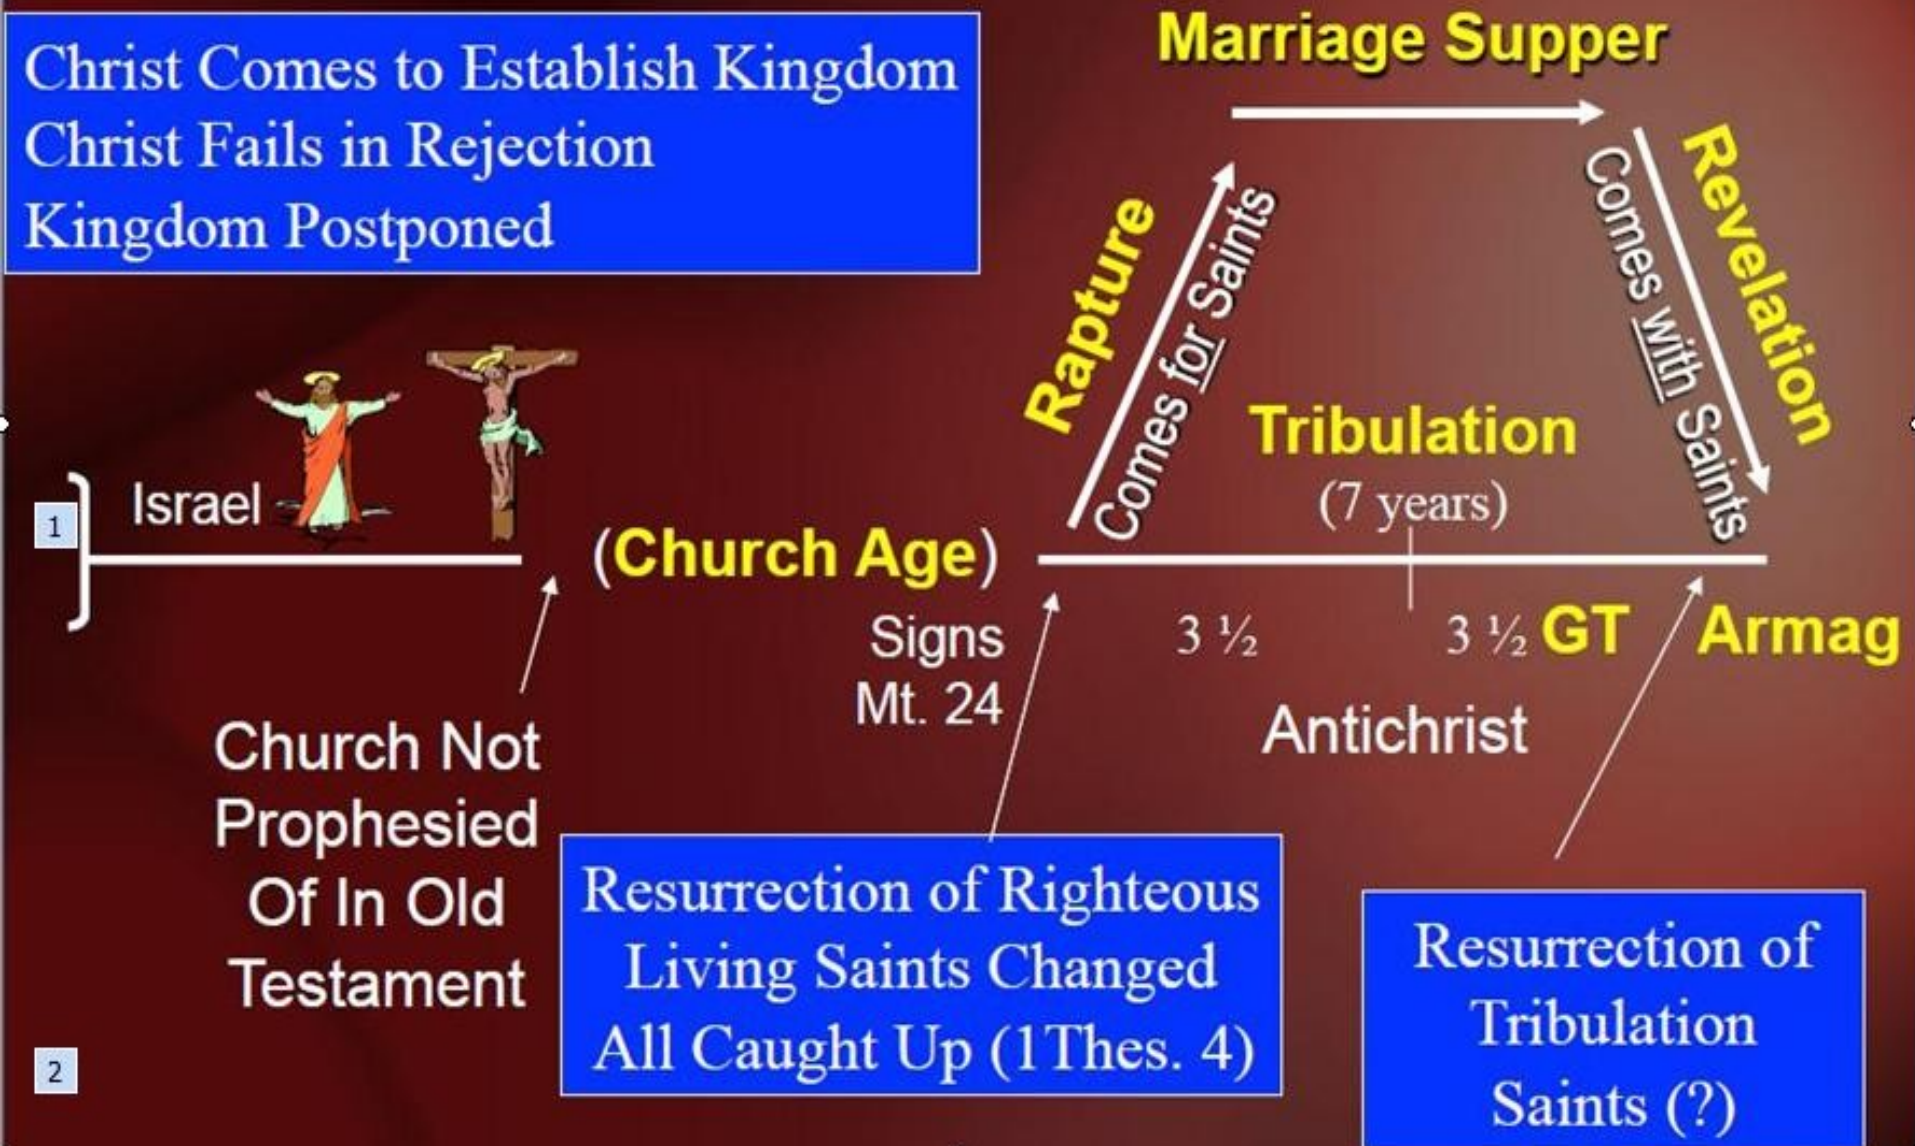 Christ Comes to Establish Kingdom
Christ Fails in Rejection
Kingdom Postponed
Marriage Supper
Rapture
Comes for Saints
Comes with Saints
Revelation
Tribulation
(7 years)
1
Israel
(Church Age)
Signs
Mt. 24
3 ½
3 ½ GT
Armag
Antichrist
Church Not
Prophesied
Of In Old
Testament
Resurrection of Righteous
Living Saints Changed
All Caught Up (1Thes. 4)
Resurrection of
Tribulation
Saints (?)
2